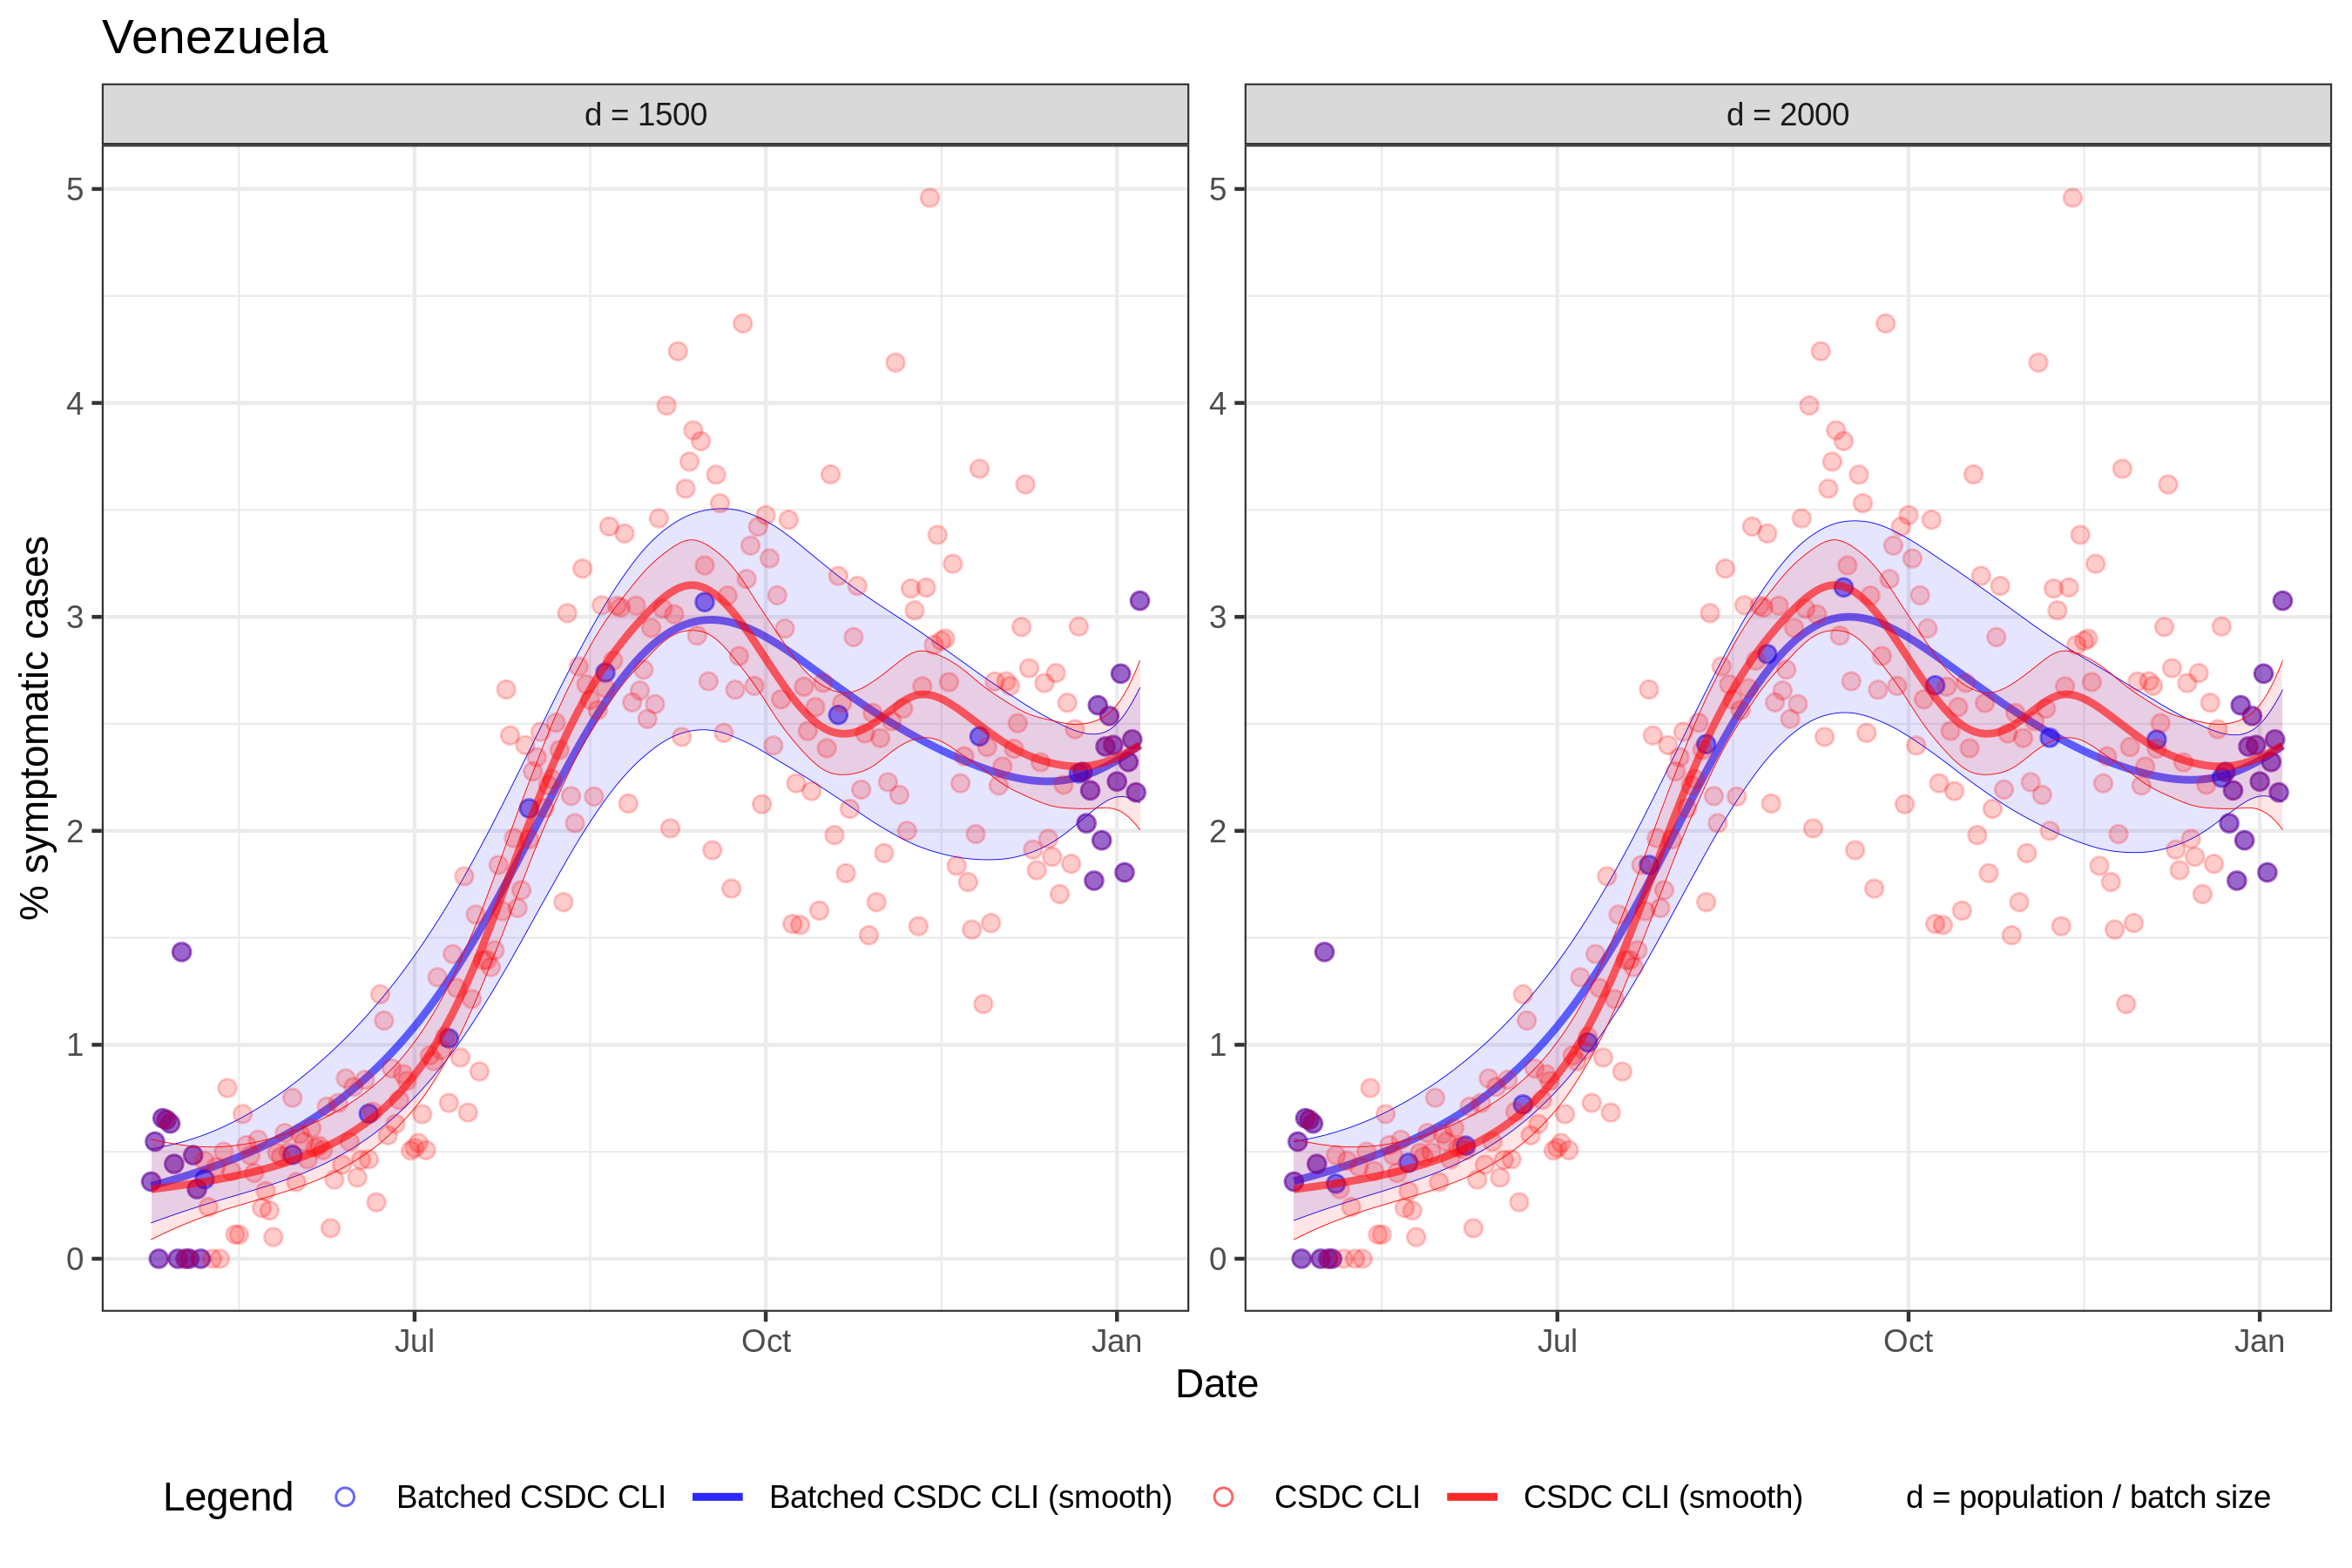 Venezuela
d = 1500
d = 2000
% symptomatic cases
5
4
3
2
1
0
5
4
3
2
1
0
Jul
Oct
Jan
Jul
Oct
Jan
Date
Legend
Batched CSDC CLI
Batched CSDC CLI (smooth)
CSDC CLI
CSDC CLI (smooth)
d = population / batch size